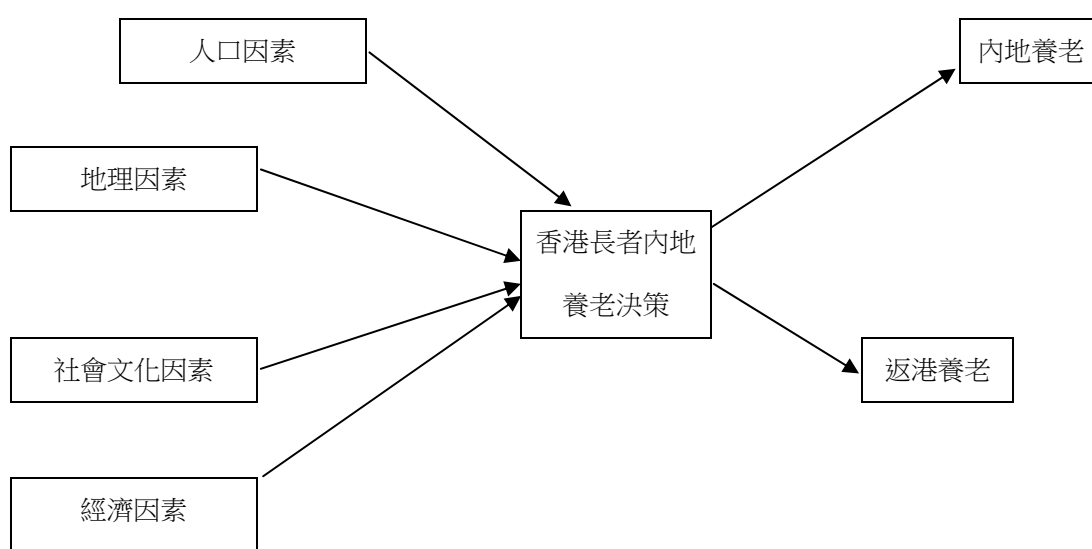 人口因素
內地養老
地理因素
香港長者內地
養老決策
社會文化因素
返港養老
經濟因素